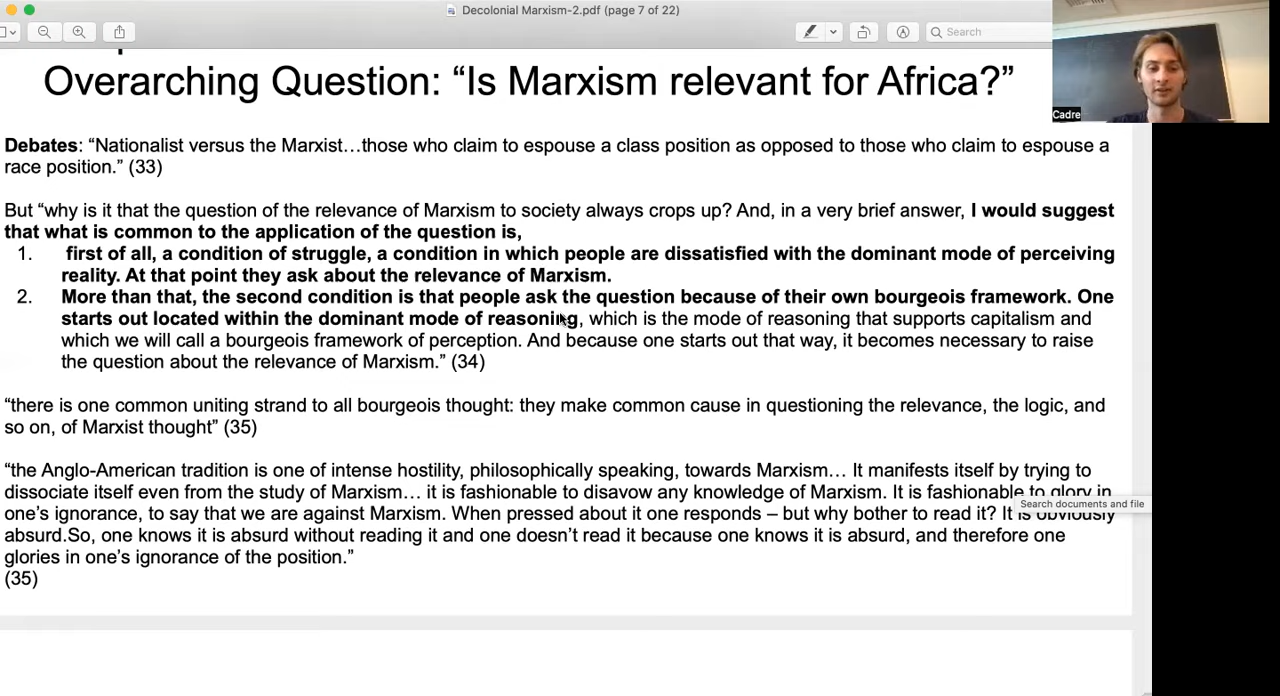 Decolonial Marxism-2.pdf (page 7 of 22)
Search
Cadre
Overarching Question: “Is Marxism relevant for Africa?”
Debates: “Nationalist versus the Marxist…those who claim to espouse a class position as opposed to those who claim to espouse a
race position.” (33)
But “why is it that the question of the relevance of Marxism to society always crops up? And, in a very brief answer, I would suggest
that what is common to the application of the question is,
1. first of all, a condition of struggle, a condition in which people are dissatisfied with the dominant mode of perceiving
reality. At that point they ask about the relevance of Marxism.
2. More than that, the second condition is that people ask the question because of their own bourgeois framework. One
starts out located within the dominant mode of reasoning, which is the mode of reasoning that supports capitalism and
which we will call a bourgeois framework of perception. And because one starts out that way, it becomes necessary to raise
the question about the relevance of Marxism.” (34)
“there is one common uniting strand to all bourgeois thought: they make common cause in questioning the relevance, the logic, and
so on, of Marxist thought” (35)
“the Anglo-American tradition is one of intense hostility, philosophically speaking, towards Marxism… It manifests itself by trying to
dissociate itself even from the study of Marxism… it is fashionable to disavow any knowledge of Marxism. It is fashionable to glory in
Search documents and file
one’s ignorance, to say that we are against Marxism. When pressed about it one responds – but why bother to read it? It is obviously
absurd.So, one knows it is absurd without reading it and one doesn’t read it because one knows it is absurd, and therefore one
glories in one’s ignorance of the position.”
(35)